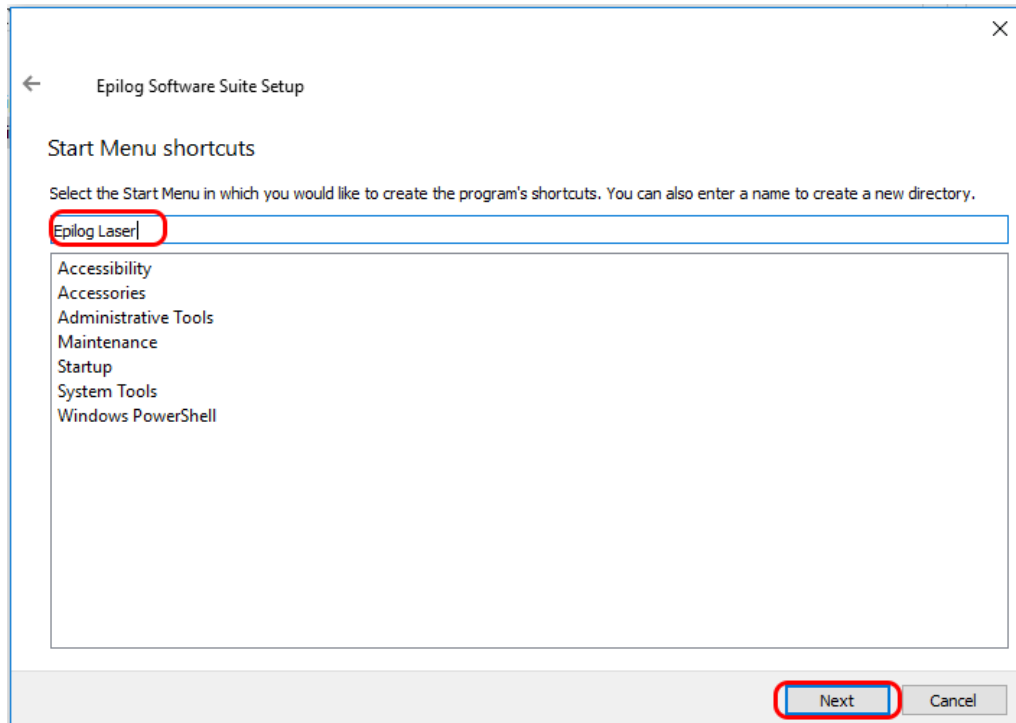 Epilog Software Suite Setup
Start Menu shortcuts
Select the Start Menu in which you would like to create the program's shortcuts. You can also enter a name to create a new directory.
Epilog Laser
Accessibility
Accessories
Administrative Tools
Maintenance
Startup
System Tools
Windows PowerShell
Next Cancel